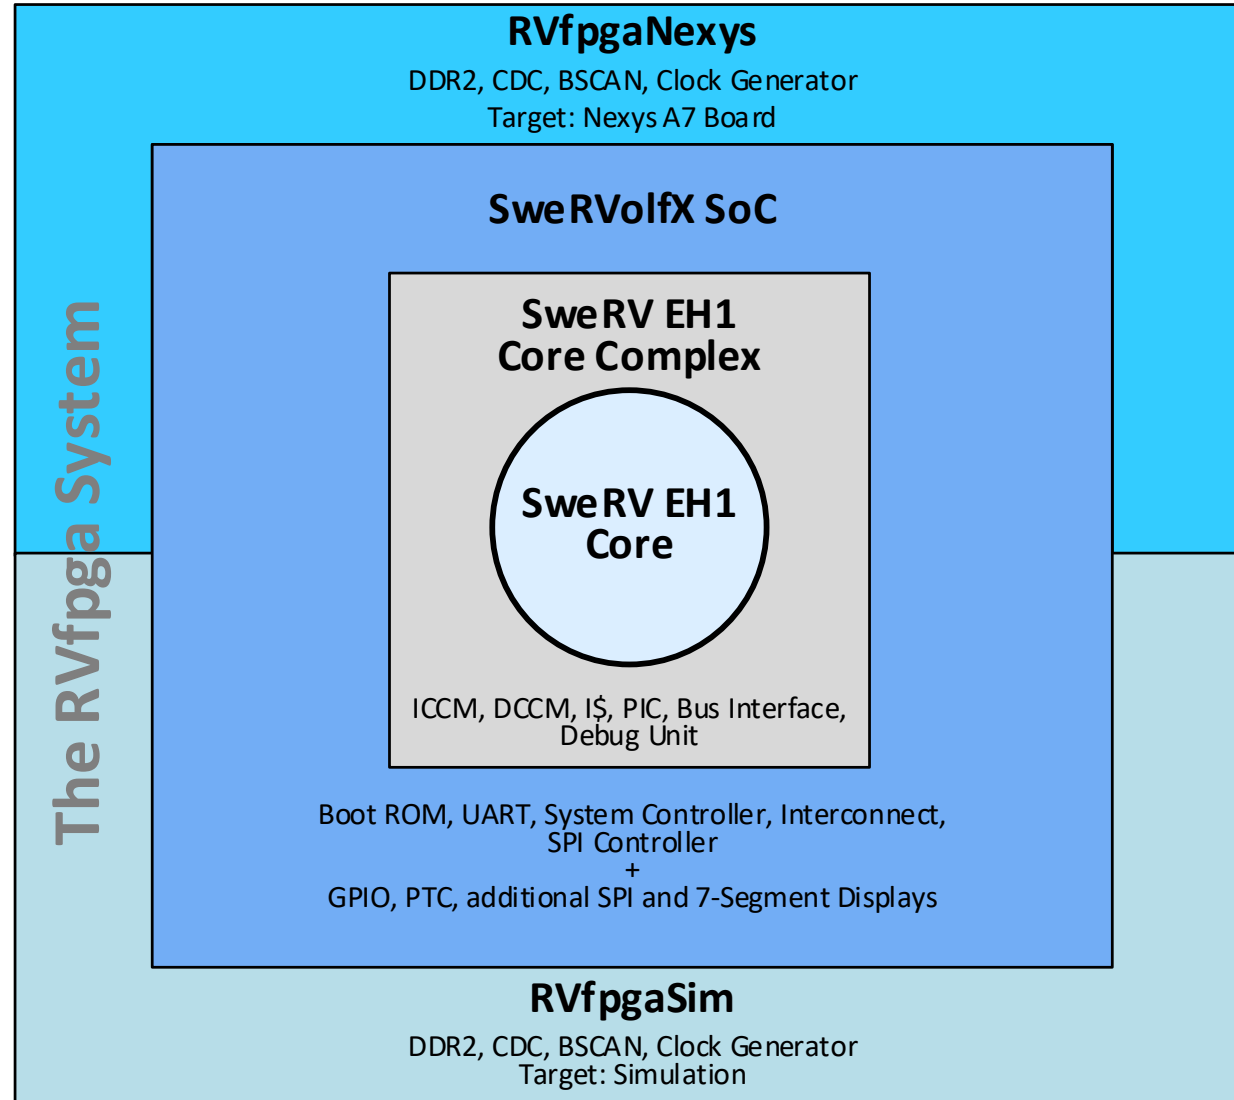 RVfpgaNexys
DDR2, CDC, BSCAN, Clock Generator
Target: Nexys A7 Board
SweRVolfX SoC
SweRV EH1
Core Complex
SweRV EH1
Core
ICCM, DCCM, I$, PIC, Bus Interface,
Debug Unit
Boot ROM, UART, System Controller, Interconnect,
SPI Controller
+
GPIO, PTC, additional SPI and 7-Segment Displays
RVfpgaSim
DDR2, CDC, BSCAN, Clock Generator
Target: Simulation
The RVfpga System